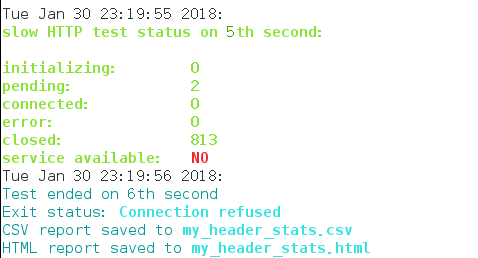 Tue Jan 30 23:19:55 2018:
slow HTTP test status on 5th second:
initializing: 0
pending: 2
connected: 0
error: 0
closed: 813
service available: NO
Tue Jan 30 23:19:56 2018:
Test ended on 6th second
Exit status: Connection refused
CSV report saved to my_header_stats.csv
HTML report saved to my_header_stats.html